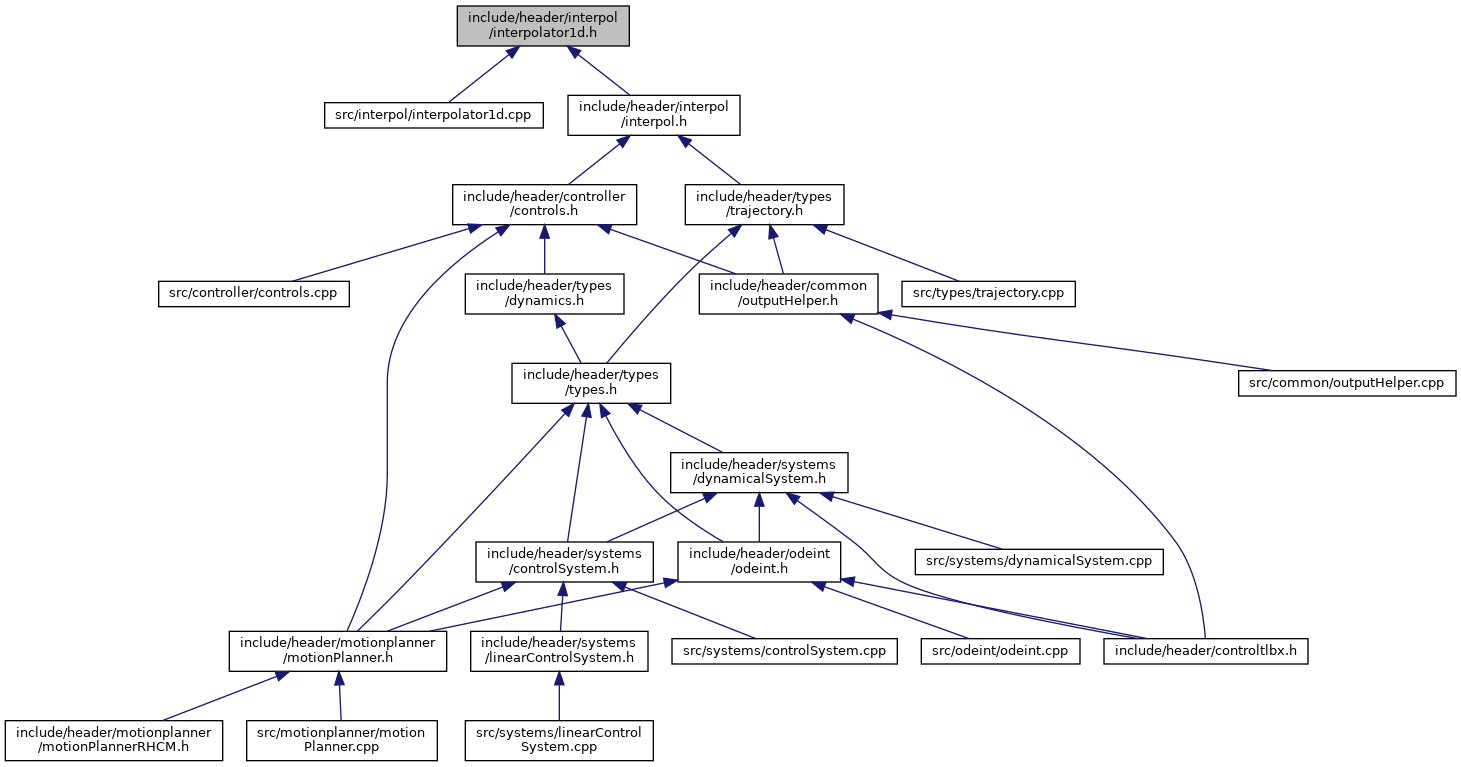 include/header/interpol
/interpolator1d.h
src/interpol/interpolator1d.cpp
include/header/interpol
/interpol.h
include/header/controller
/controls.h
include/header/types
/trajectory.h
src/controller/controls.cpp
include/header/types
/dynamics.h
include/header/common
/outputHelper.h
src/types/trajectory.cpp
include/header/types
/types.h
src/common/outputHelper.cpp
include/header/systems
/dynamicalSystem.h
include/header/systems
/controlSystem.h
include/header/odeint
/odeint.h
src/systems/dynamicalSystem.cpp
include/header/motionplanner
/motionPlanner.h
include/header/systems
/linearControlSystem.h
src/systems/controlSystem.cpp
src/odeint/odeint.cpp
include/header/controltlbx.h
include/header/motionplanner
/motionPlannerRHCM.h
src/motionplanner/motion
Planner.cpp
src/systems/linearControl
System.cpp